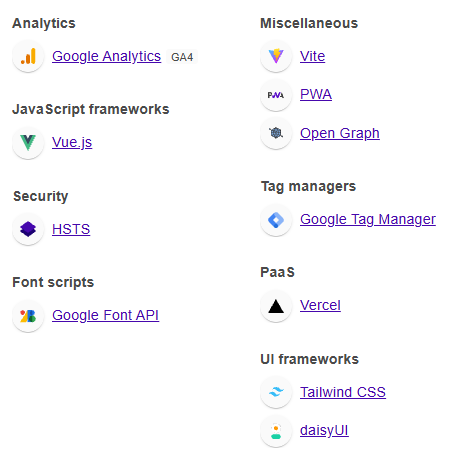 Analytics
Google Analytics GA4
JavaScript frameworks
Vue.js
Security
HSTS
Font scripts
Google Font API
Miscellaneous
Vite
PWA
Open Graph
Tag managers
Google Tag Manager
PaaS
Vercel
UI frameworks
Tailwind CSS
daisyUI